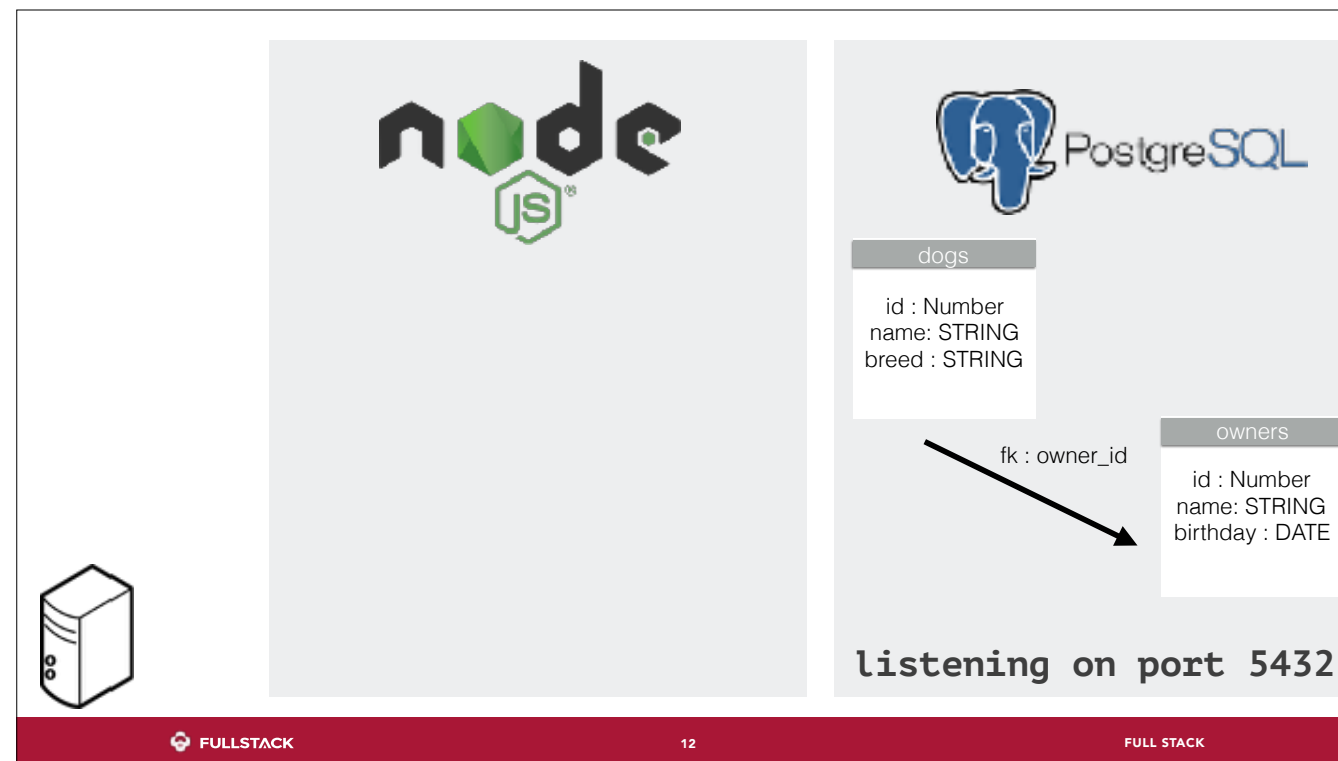 node
JS®
PostgreSQL
dogs
id : Number
name: STRING
breed : STRING
fk : owner_id
owners
id : Number
name: STRING
birthday : DATE
listening on port 5432
FULLSTACK
12
FULL STACK